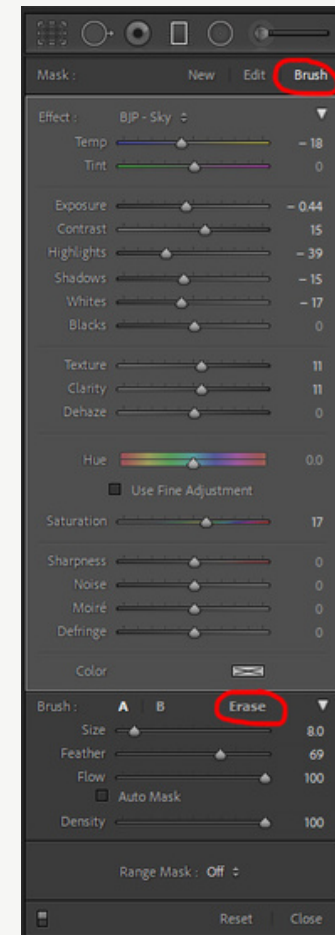 Mask : New Edit Brush
Effect : BJP - Sky
Temp – 18
Tint 0
Exposure – 0.44
Contrast 15
Highlights – 39
Shadows – 15
Whites – 17
Blacks 0
Texture 11
Clarity 11
Dehaze 0
Hue 0.0
Use Fine Adjustment
Saturation 17
Sharpness 0
Noise 0
Moiré 0
Defringe 0
Color
Brush : A B Erase
Size 8.0
Feather 69
Flow 100
Auto Mask
Density 100
Range Mask : Off
Reset Close